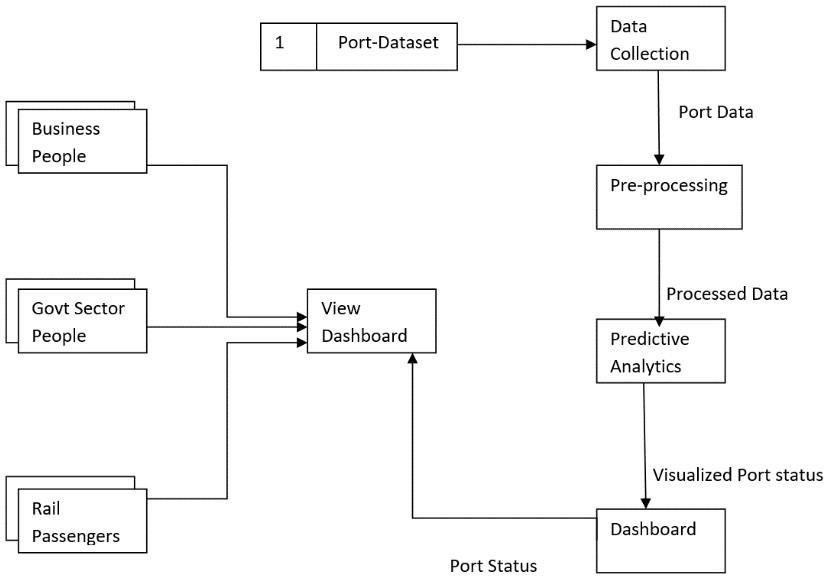 1 Port-Dataset
Data
Collection
Port Data
Business
People
Pre-processing
Processed Data
Govt Sector
People
View
Dashboard
Predictive
Analytics
Visualized Port status
Rail
Passengers
Dashboard
Port Status